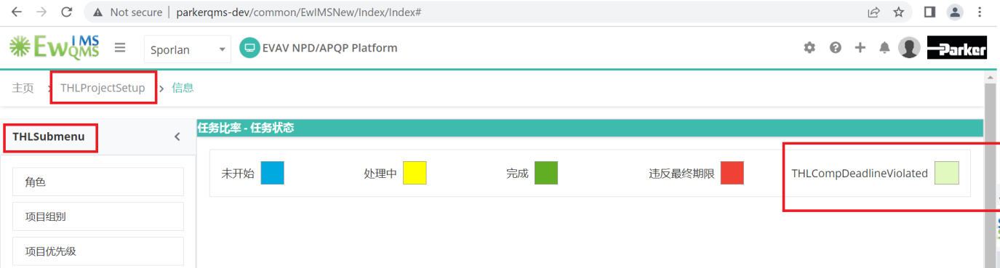 Not secure | parkerqms-dev/common/EwIMSNew/Index/Index#
EwIMS QMS Sporlan EVAV NPD/APQP Platform Parker
主页 > THLProjectSetup > 信息
THLSubmenu
任务比率 - 任务状态
未开始 处理中 完成 违反最终期限 THLCompDeadlineViolated
角色
项目组别
项目优先级